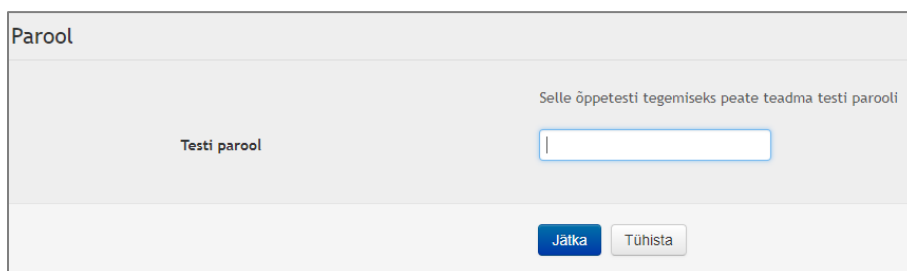 Parool
Selle õppetesti tegemiseks peate teadma testi parooli
Testi parool
Jätka
Tühista